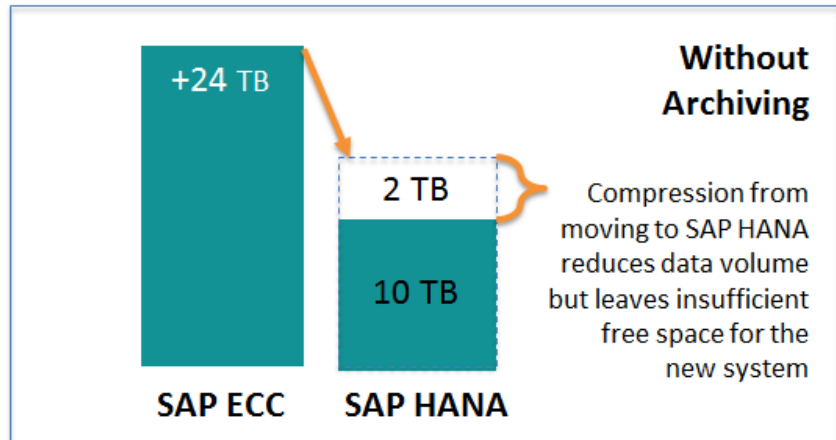 +24 TB
Without
Archiving
2 TB
10 TB
Compression from
moving to SAP HANA
reduces data volume
but leaves insufficient
free space for the
new system
SAP ECC
SAP HANA